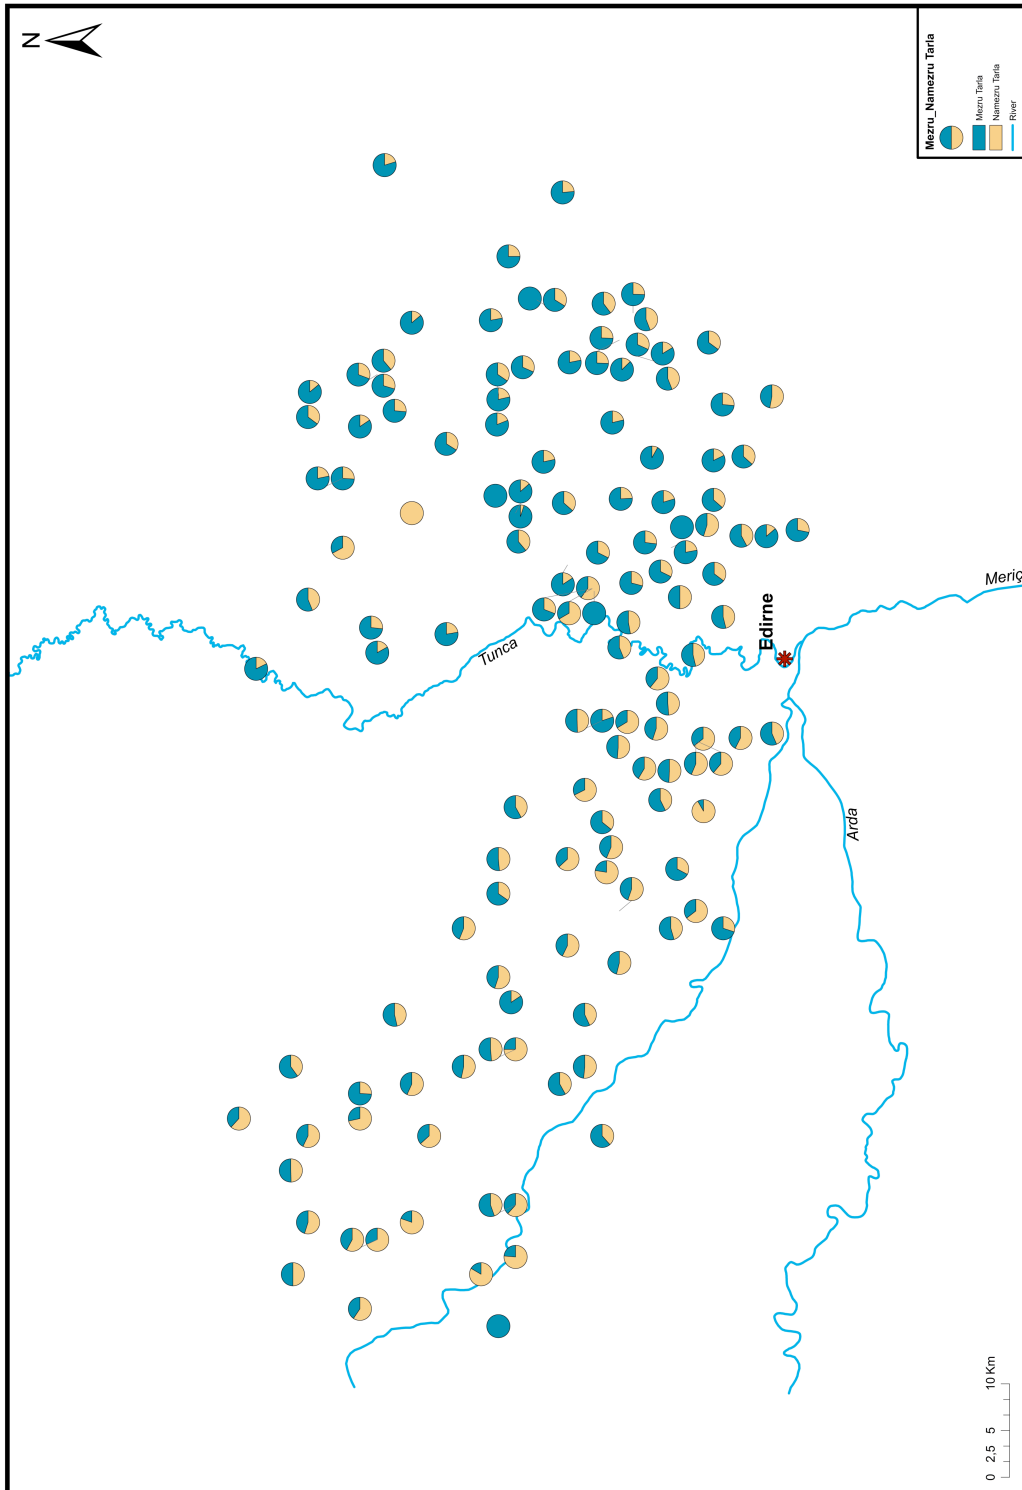 N
Mezru_Namezru Tarla
Mezru Tarla
Namezru Tarla
River
Tunca
Edirne
Meriç
Arda
0 2,5 5 10 Km